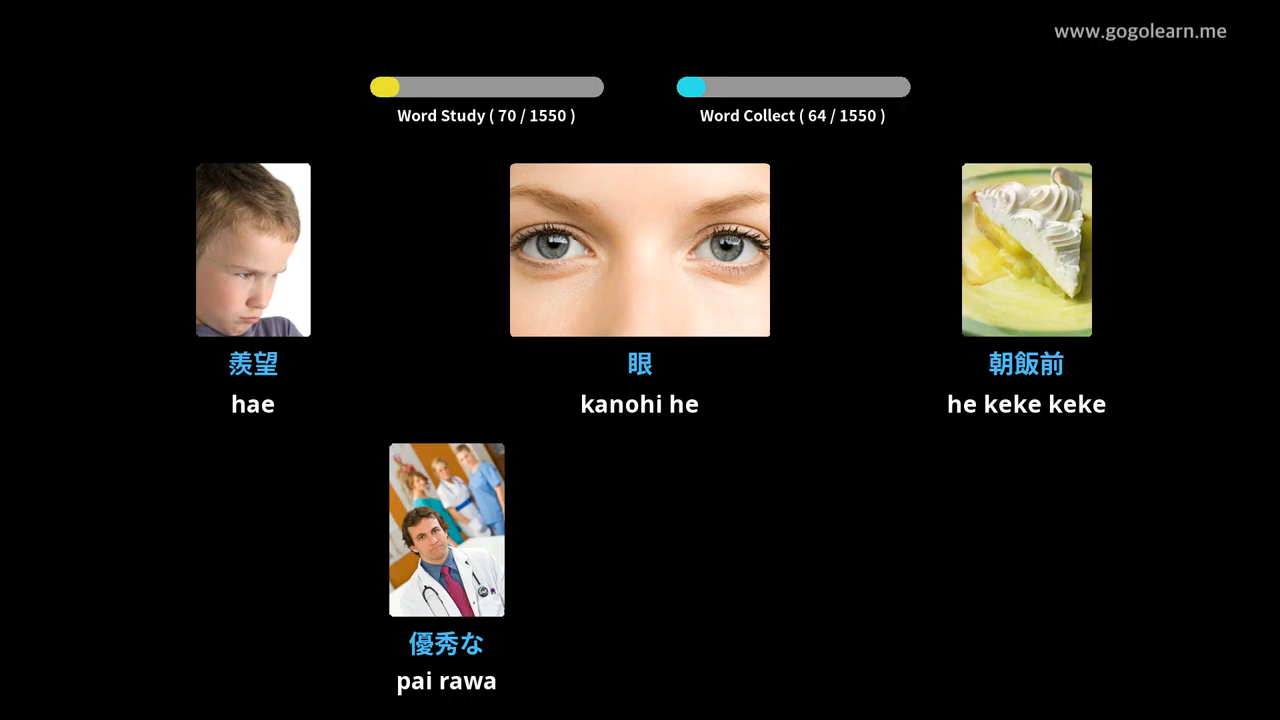 www.gogolearn.me
Word Study ( 70 / 1550 )
Word Collect ( 64 / 1550 )
羨望
hae
眼
kanohi he
朝飯前
he keke keke
優秀な
pai rawa